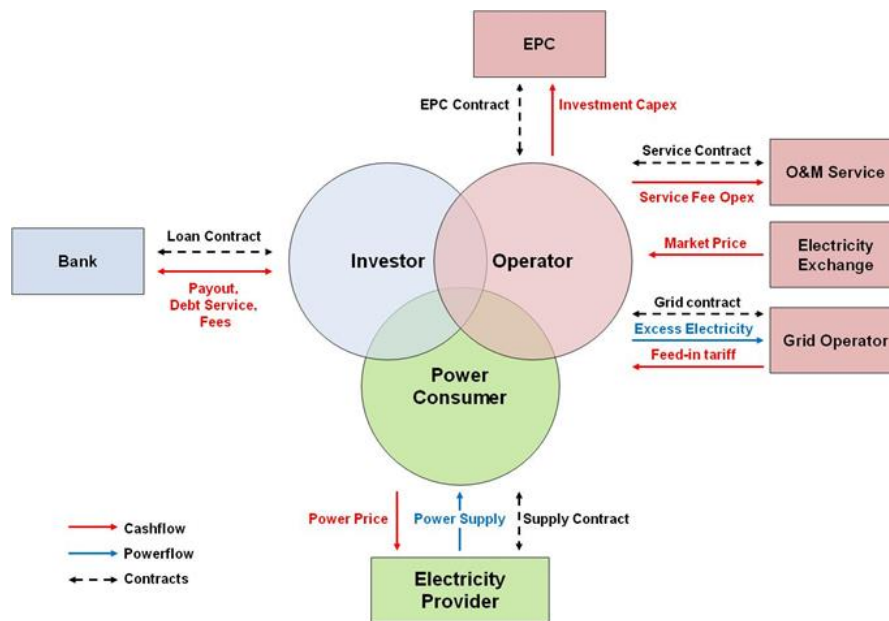 EPC
EPC Contract
Investment Capex
Service Contract
O&M Service
Service Fee Opex
Loan Contract
Bank
Payout,
Debt Service,
Fees
Investor
Operator
Market Price
Electricity
Exchange
Grid contract
Excess Electricity
Grid Operator
Feed-in tariff
Power
Consumer
Power Price
Power Supply
Supply Contract
Cashflow
Powerflow
Contracts
Electricity
Provider